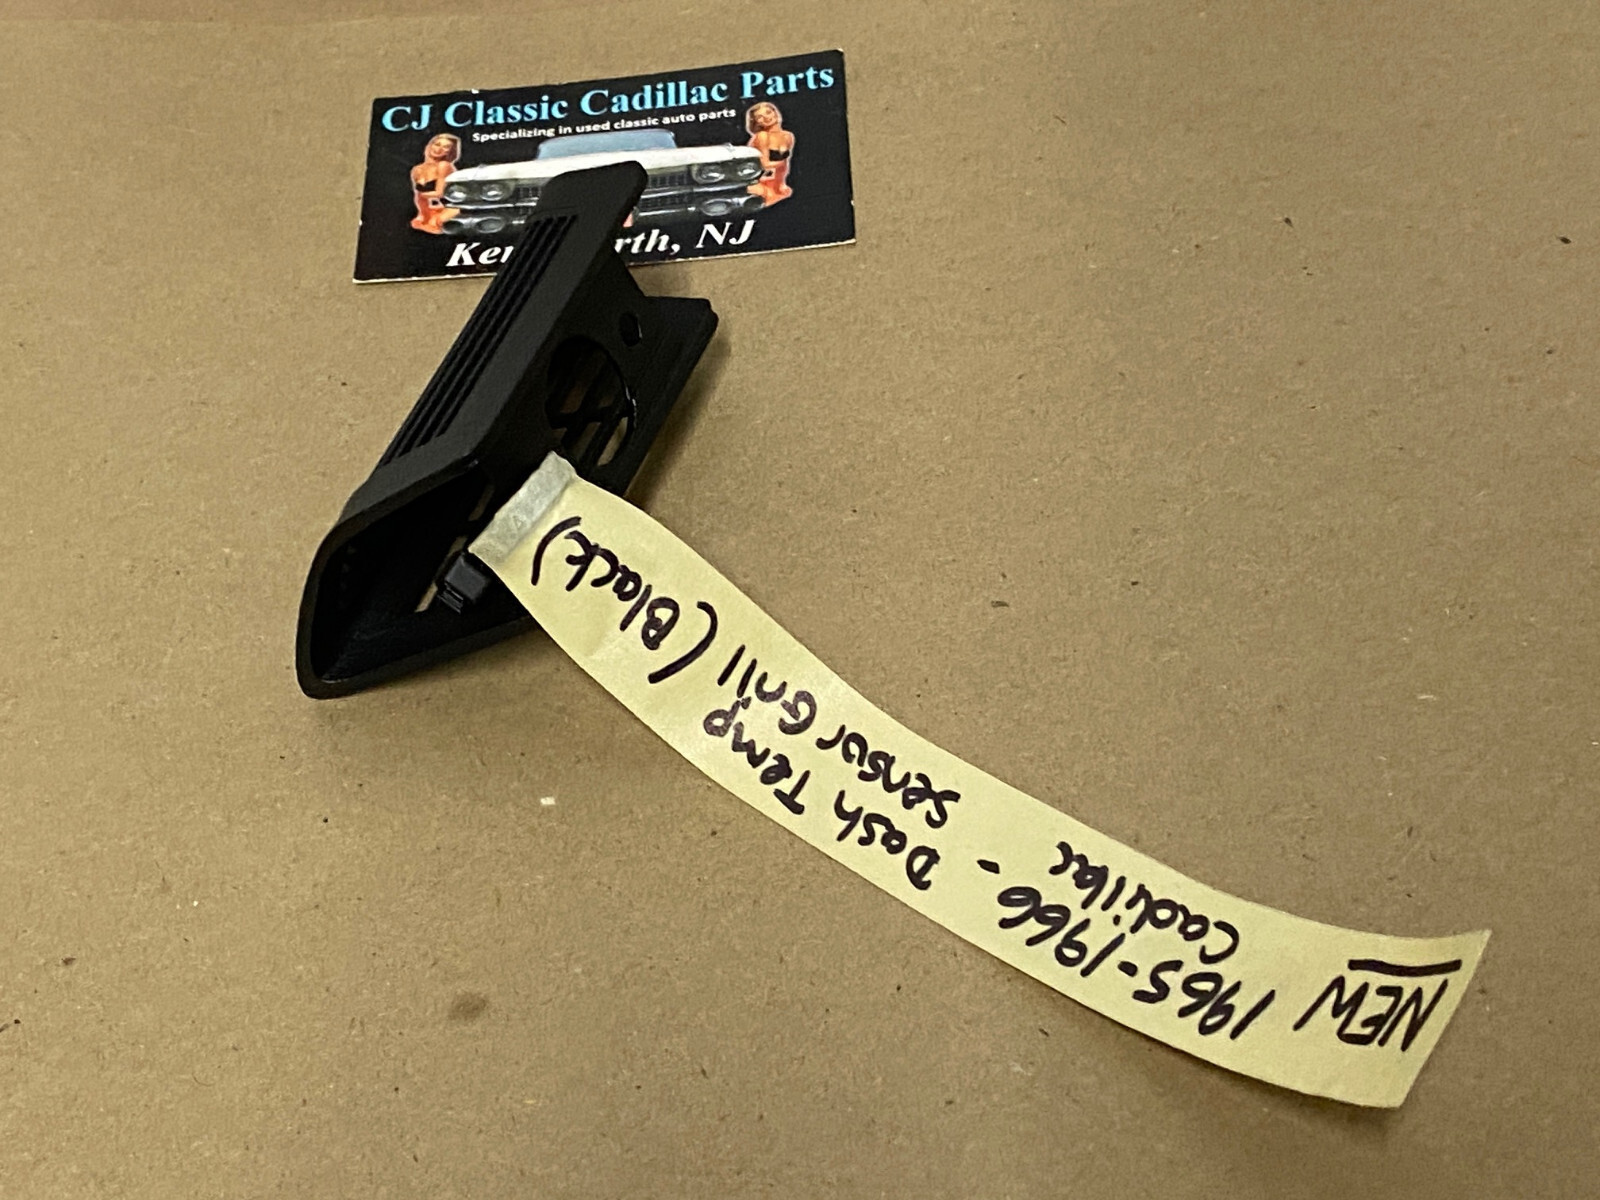 CJ Classic Cadillac Parts
Specializing in used classic auto parts
NJ
NEW
1965-1966 - Dash Temp
Cadillac Sensor Grill (Black)